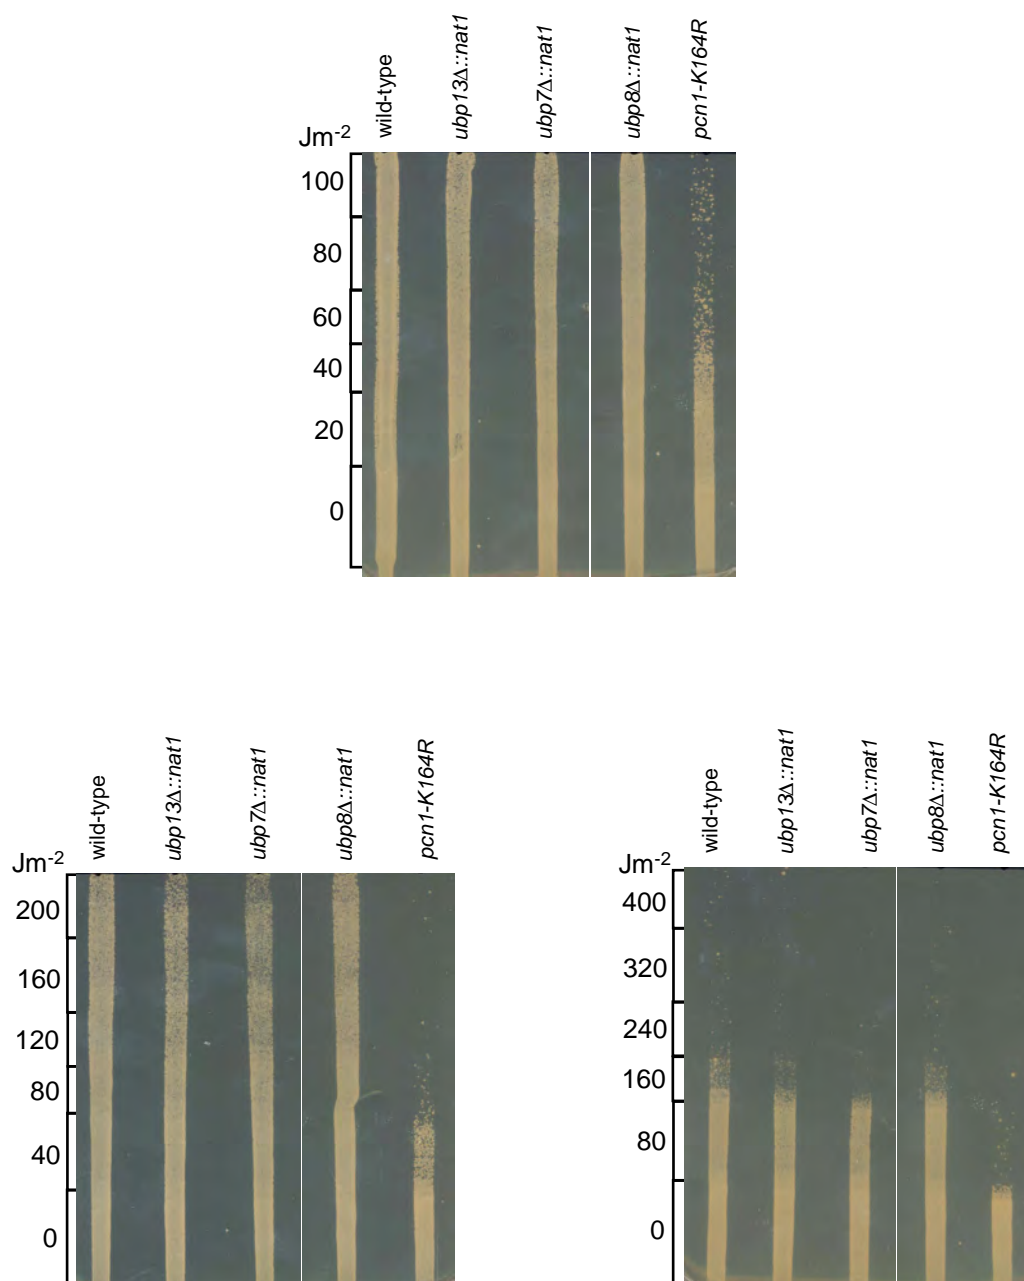 wild-type
ubp13Δ::nat1
ubp7Δ::nat1
ubp8Δ::nat1
pcn1-K164R
Jm-2
100
80
60
40
20
0
wild-type
ubp13Δ::nat1
ubp7Δ::nat1
ubp8Δ::nat1
pcn1-K164R
Jm-2
200
160
120
80
40
0
wild-type
ubp13Δ::nat1
ubp7Δ::nat1
ubp8Δ::nat1
pcn1-K164R
Jm-2
400
320
240
160
80
0